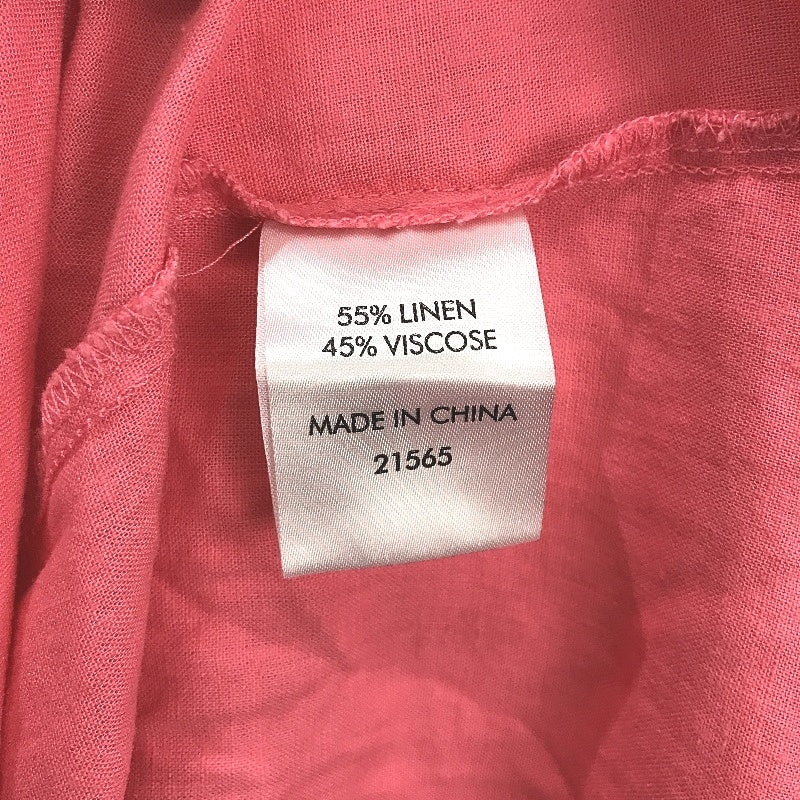 55% LINEN
45% VISCOSE
MADE IN CHINA
21565